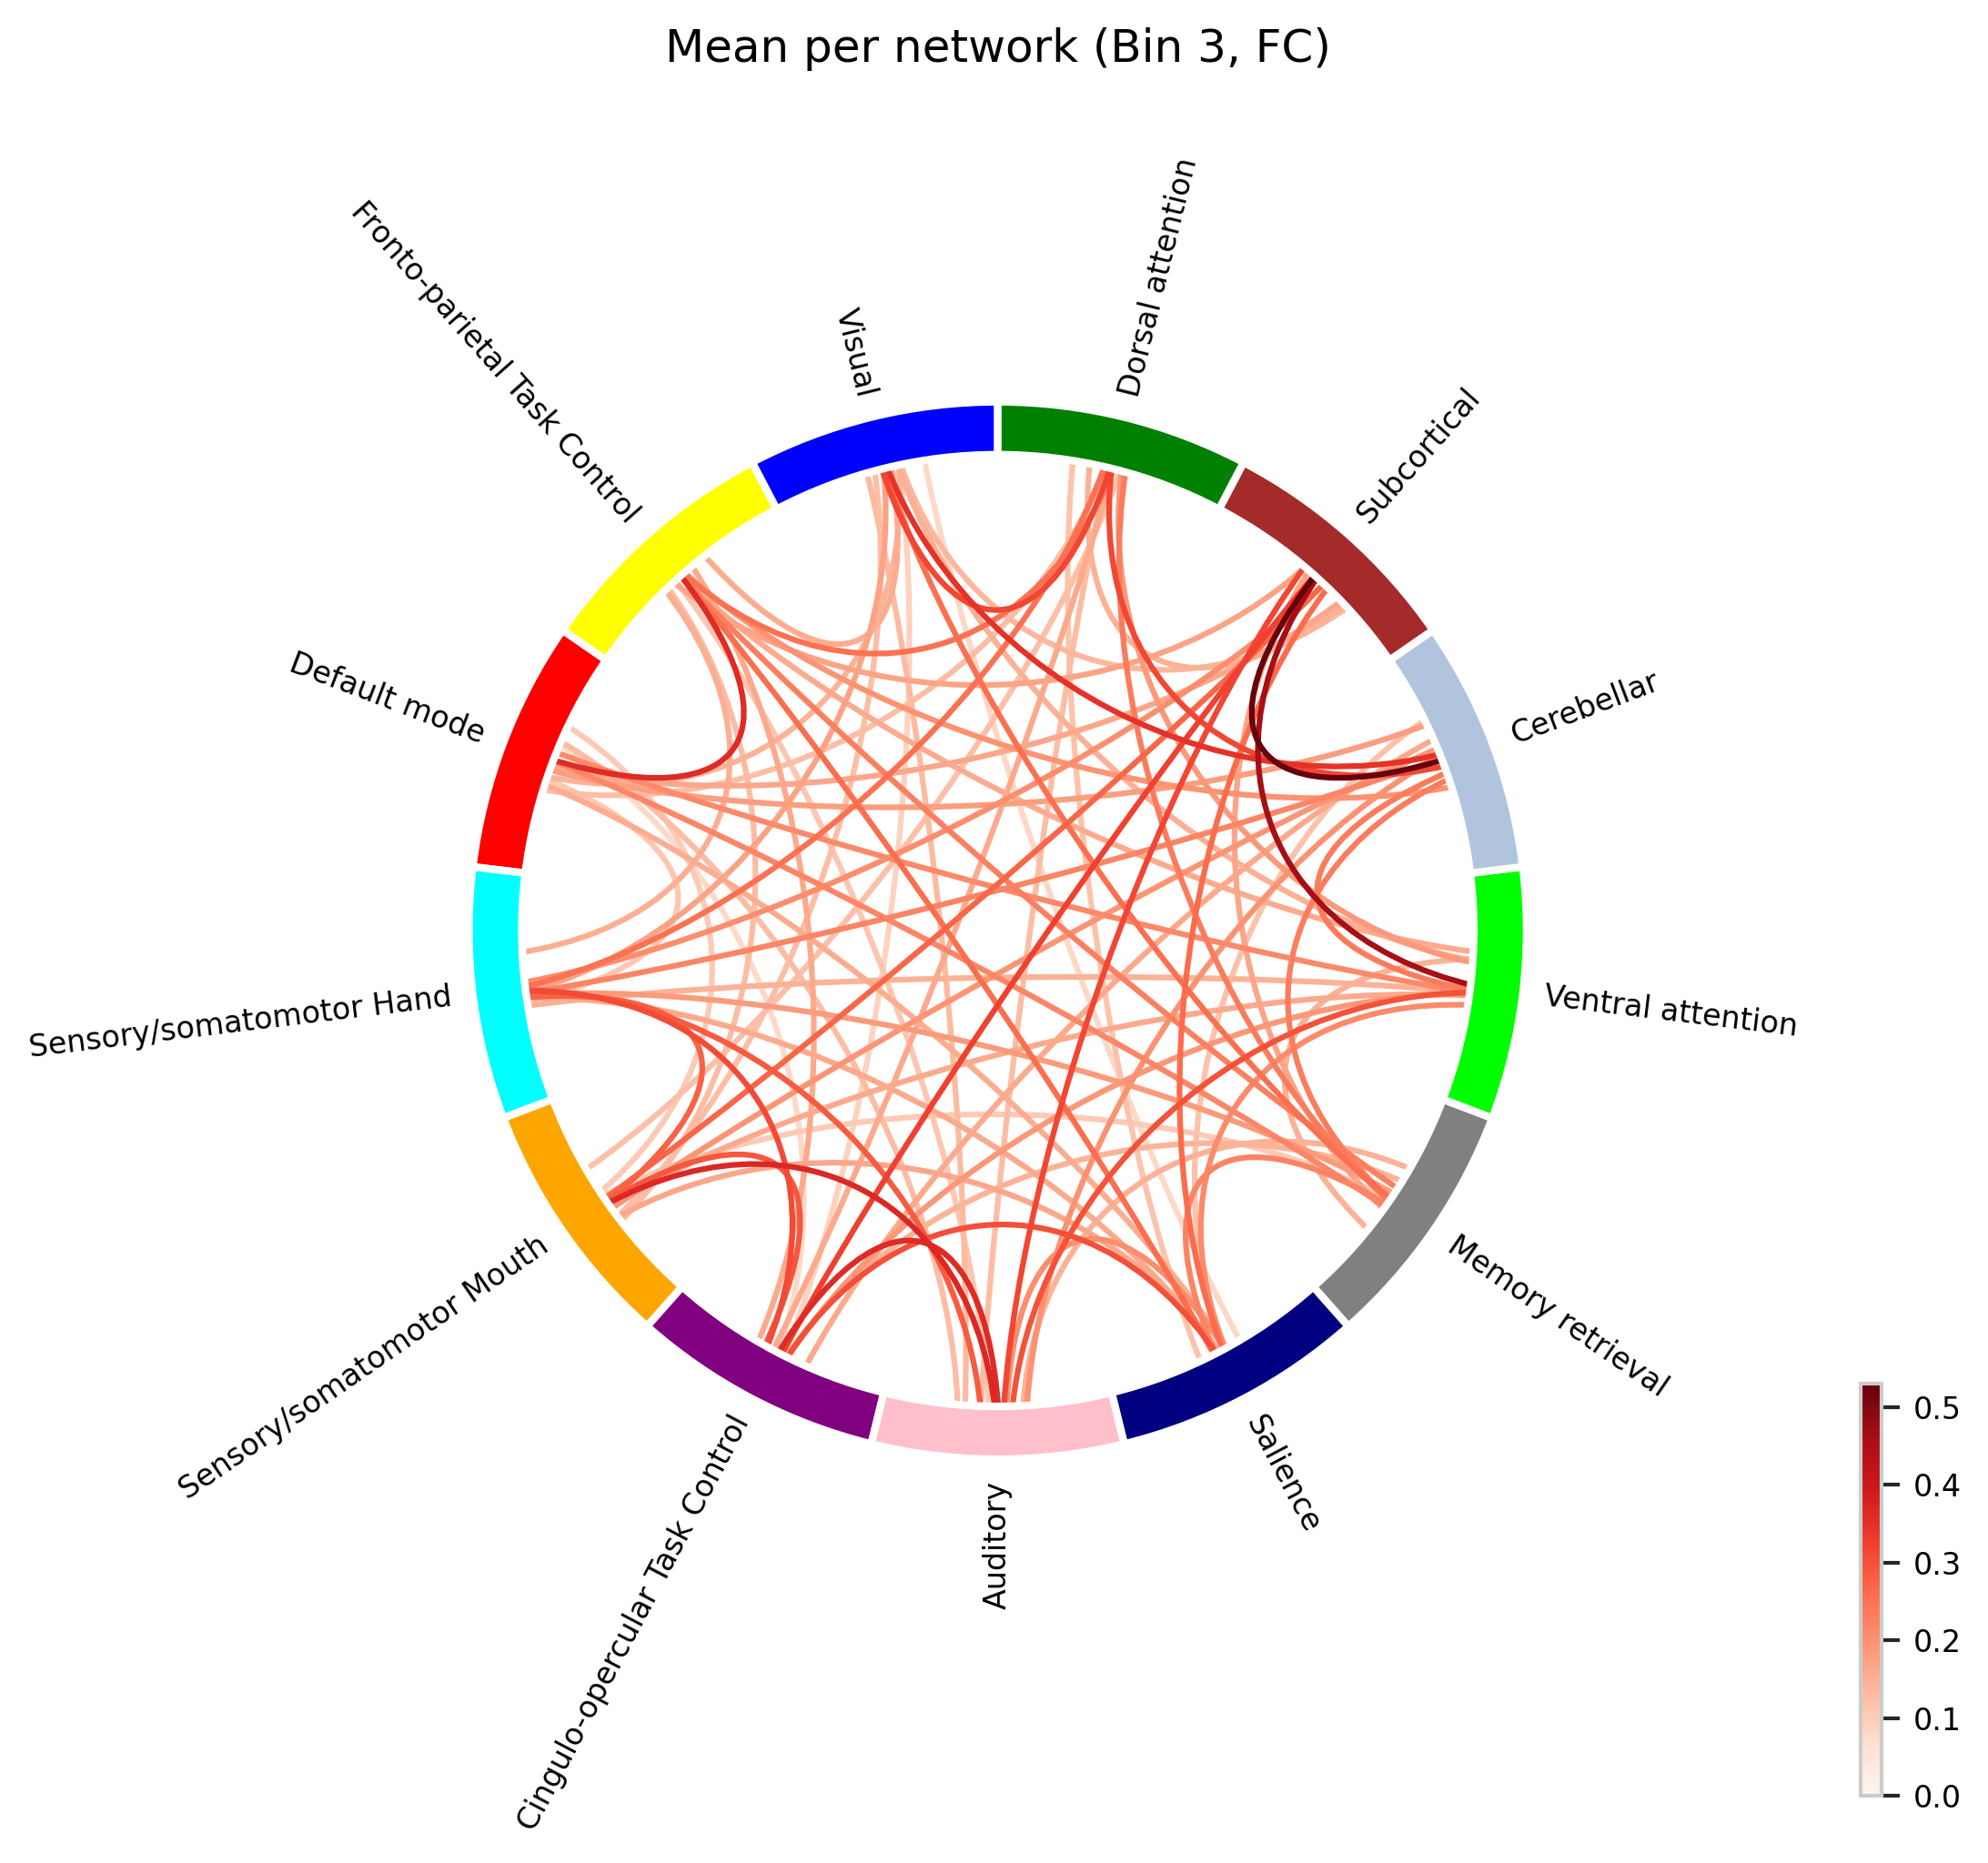 Mean per network (Bin 3, FC)
Dorsal attention
Fronto-parietal Task Control
Visual
Subcortical
Default mode
Cerebellar
Sensory/somatomotor Hand
Ventral attention
Sensory/somatomotor Mouth
Memory retrieval
Cingulo-opercular Task Control
Auditory
Salience
0.5
0.4
0.3
0.2
0.1
0.0